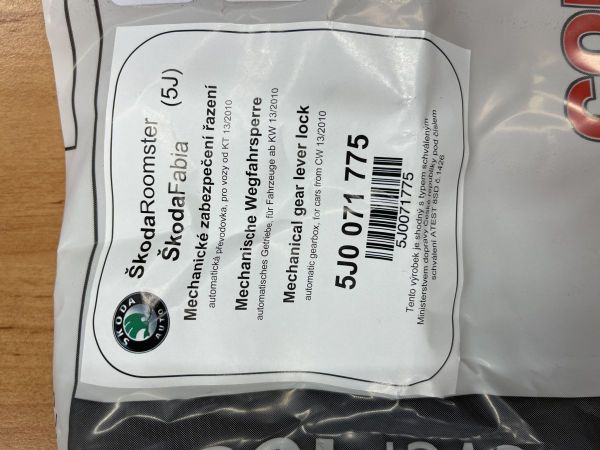 ŠKODA
AUTO
ŠkodaRoomster
ŠkodaFabia (5J)
Mechanické zabezpečení řazení
automatická převodovka, pro vozy od KT 13/2010
Mechanische Wegfahrsperre
automatisches Getriebe, für Fahrzeuge ab KW 13/2010
Mechanical gear lever lock
automatic gearbox, for cars from CW 13/2010
5J0 071 775
5J0071775
Tento výrobek je shodný s typem schváleným
Ministerstvem dopravy České republiky pod číslem
schválení ATEST 8SD č.1426